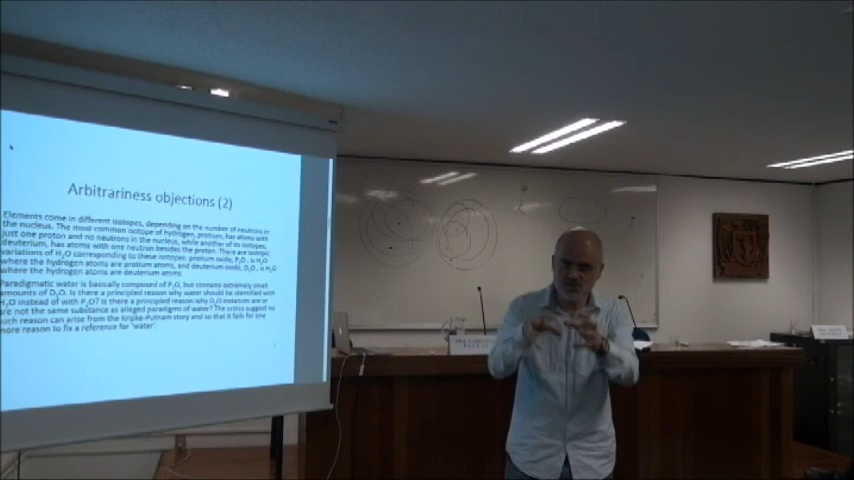 Arbitrariness objections (2)
Elements come in different isotopes, depending on the number of neutrons in
the nucleus. The most common isotope of hydrogen, protium, has atoms with
just one proton and no neutrons in the nucleus, while another of its isotopes,
deuterium, has atoms with one neutron besides the proton. There are isotopic
variations of H₂O corresponding to these isotopes: protium oxide, P₂O, is H₂O
where the hydrogen atoms are protium atoms, and deuterium oxide, D₂O, is H₂O
where the hydrogen atoms are deuterium atoms.
Paradigmatic water is basically composed of P₂O, but contains extremely small
amounts of D₂O. Is there a principled reason why water should be identified with
H₂O instead of with P₂O? Is there a principled reason why D₂O instances are or
are not the same substance as alleged paradigms of water? The critics suggest no
such reason can arise from the Kripke-Putnam story and so that it fails for one
more reason to fix a reference for 'water'.